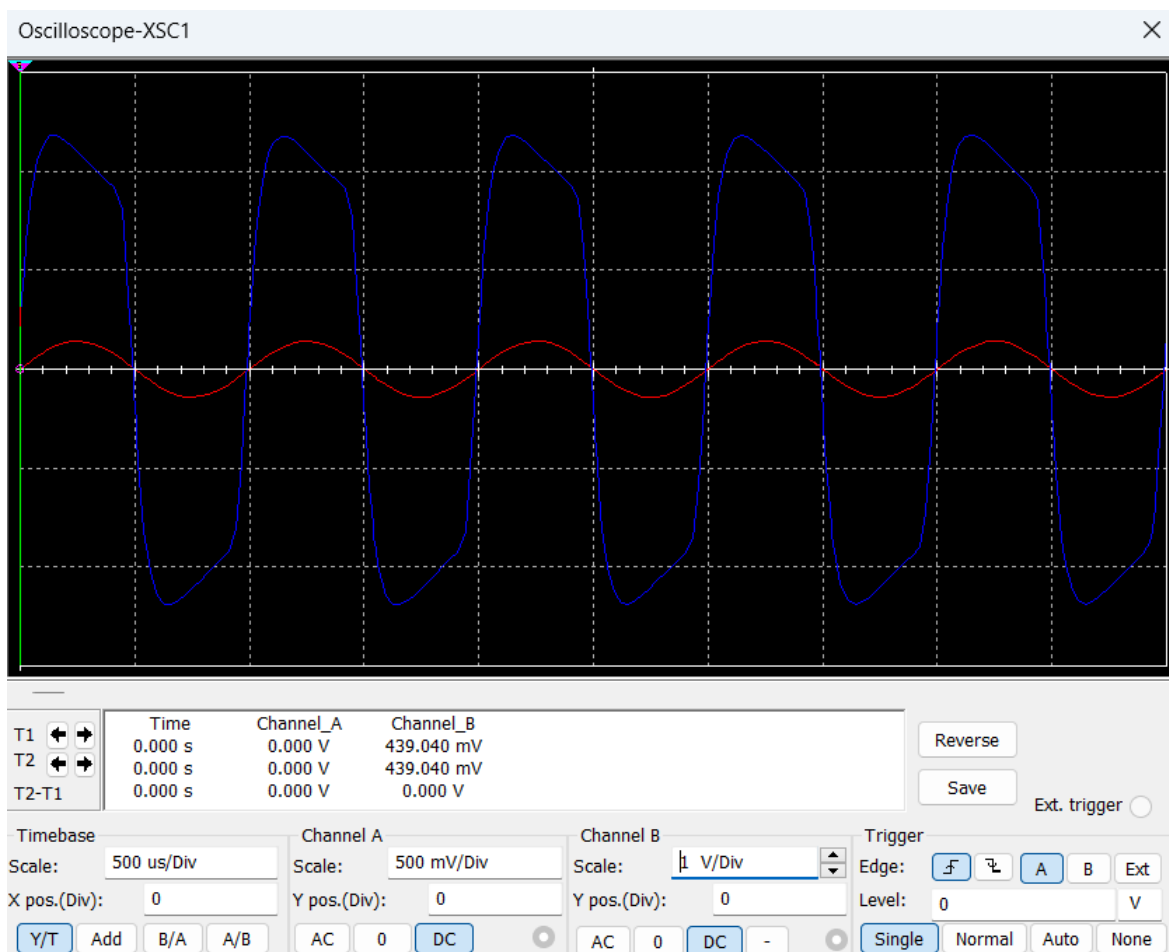 Oscilloscope-XSC1
Time Channel_A Channel_B
T1 0.000 s 0.000 V 439.040 mV
T2 0.000 s 0.000 V 439.040 mV
T2-T1 0.000 s 0.000 V 0.000 V
Reverse
Save
Ext. trigger
Timebase
Scale: 500 us/Div
X pos.(Div): 0
Y/T Add B/A A/B
Channel A
Scale: 500 mV/Div
Y pos.(Div): 0
AC 0 DC
Channel B
Scale: 1 V/Div
Y pos.(Div): 0
AC 0 DC -
Trigger
Edge: A B Ext
Level: 0 V
Single Normal Auto None